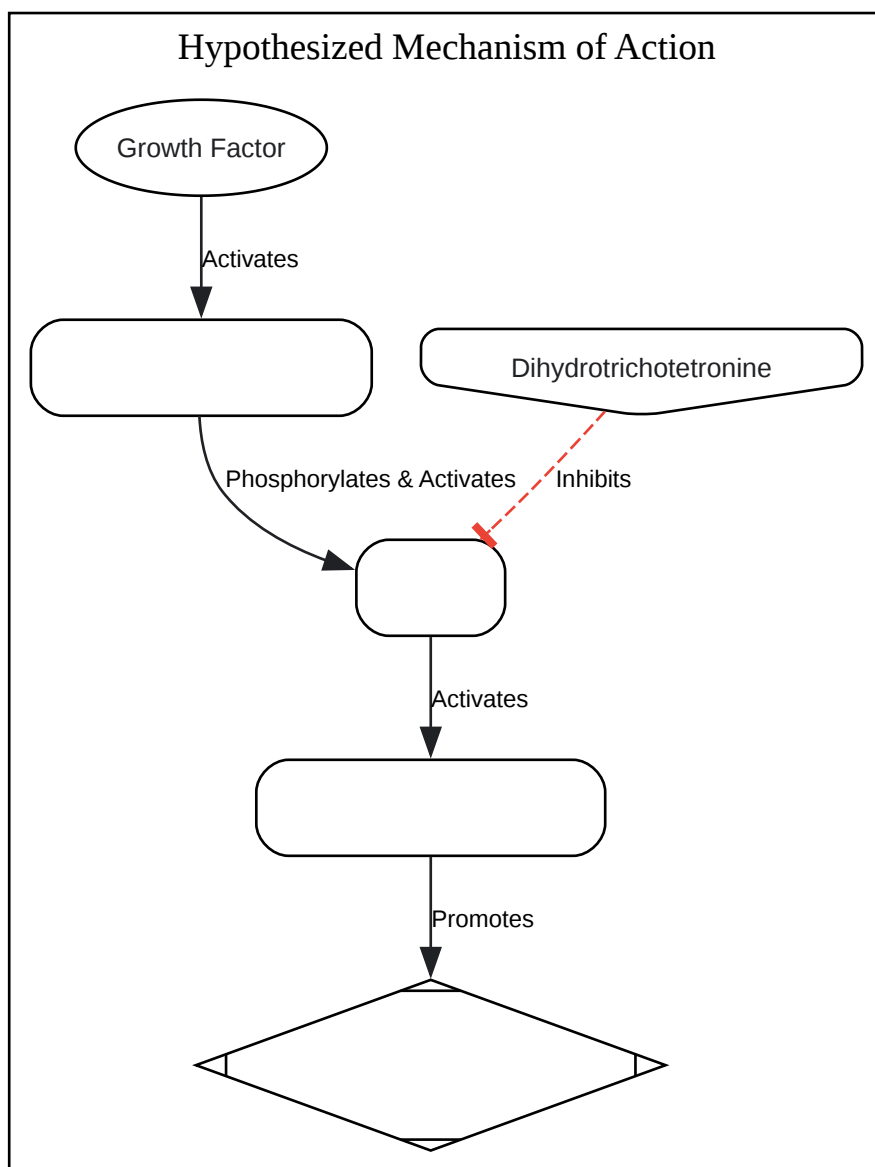 Hypothesized Mechanism of Action
Growth Factor
Activates
Dihydrotrichotetronine
Phosphorylates & Activates
Inhibits
Activates
Promotes